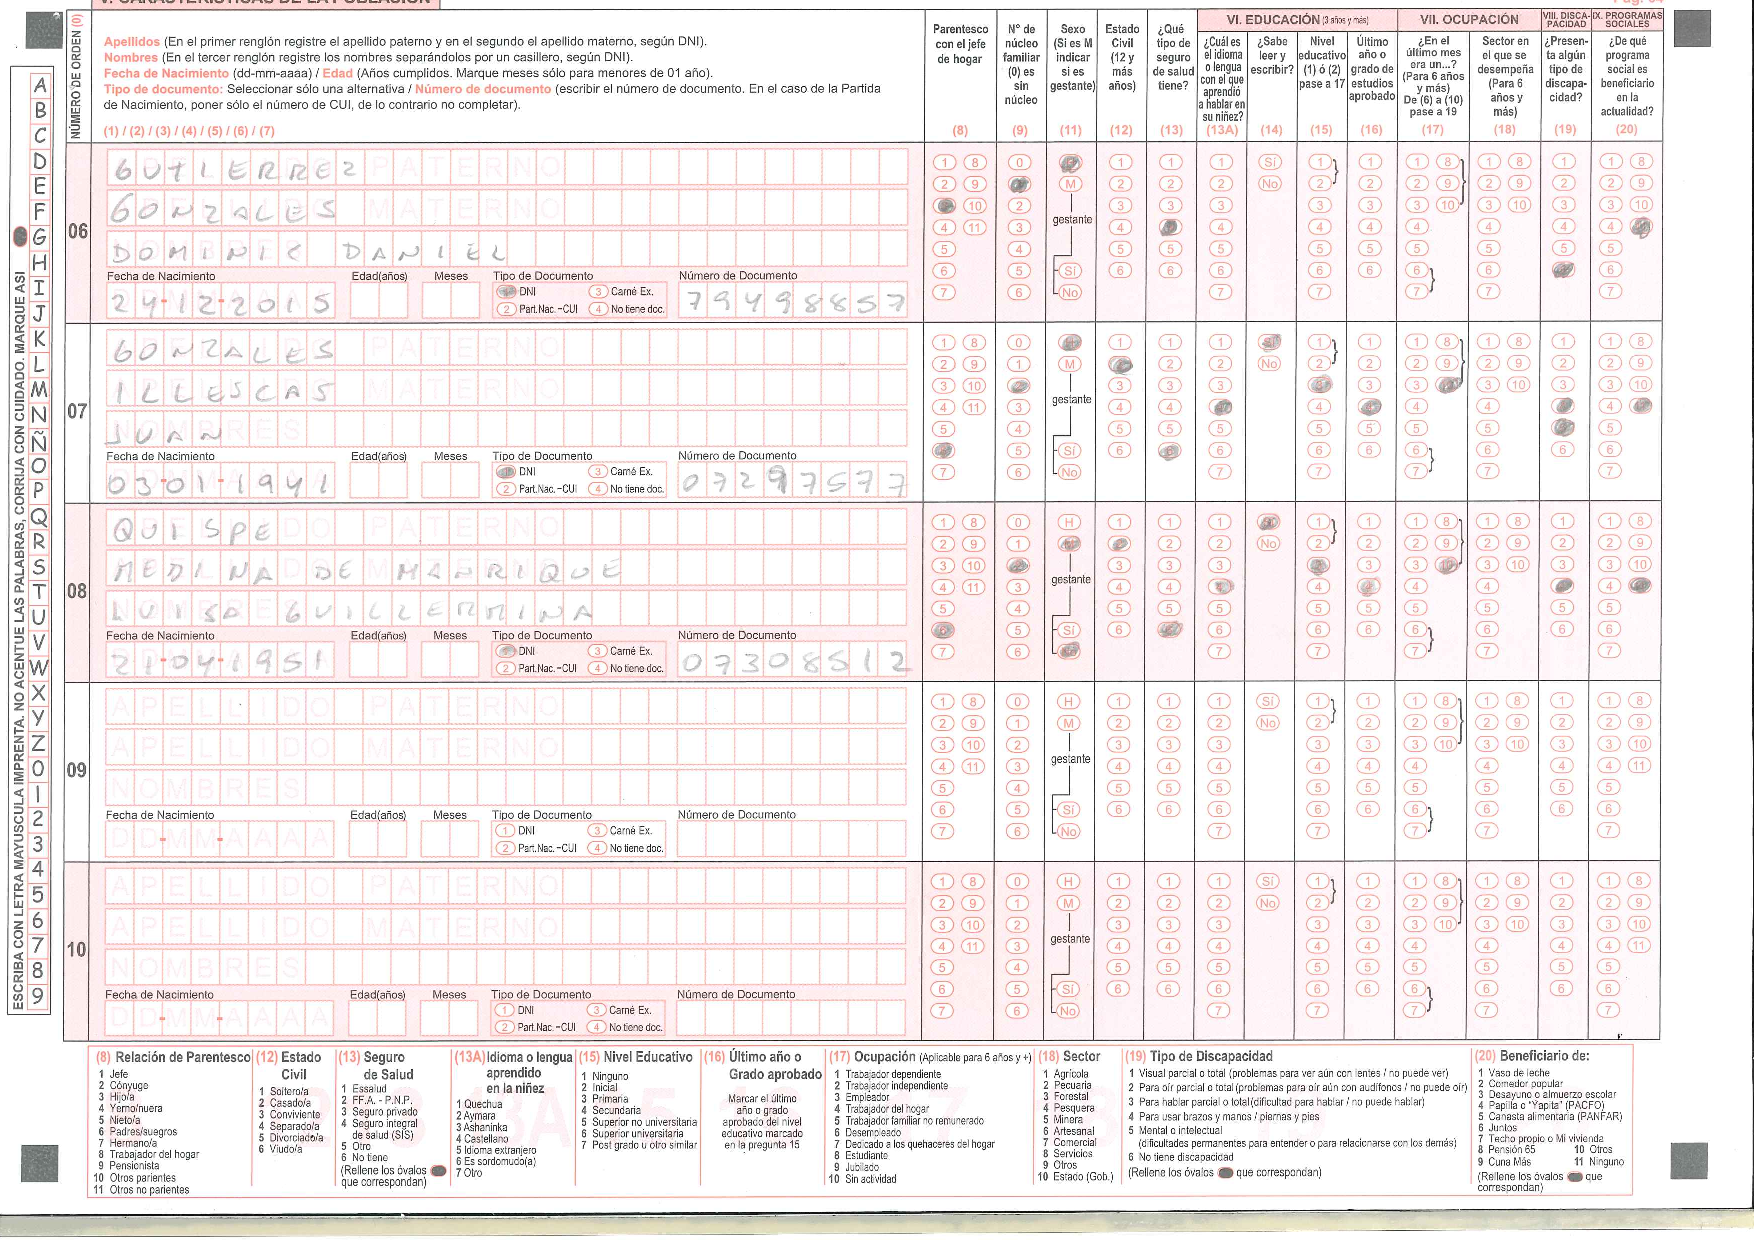 V. CARACTERÍSTICAS DE LA POBLACIÓN
Pág. 04
NÚMERO DE ORDEN (0)
Apellidos (En el primer renglón registre el apellido paterno y en el segundo el apellido materno, según DNI).
Nombres (En el tercer renglón registre los nombres separándolos por un casillero, según DNI).
Fecha de Nacimiento (dd-mm-aaaa) / Edad (Años cumplidos. Marque meses sólo para menores de 01 año).
Tipo de documento: Seleccionar sólo una alternativa / Número de documento (escribir el número de documento. En el caso de la Partida
de Nacimiento, poner sólo el número de CUI, de lo contrario no completar).
(1) / (2) / (3) / (4) / (5) / (6) / (7)
Parentesco con el jefe de hogar (8)
N° de núcleo familiar (0) es sin núcleo (9)
Sexo (Si es M indicar si es gestante) (11)
Estado Civil (12 y más años) (12)
¿Qué tipo de seguro de salud tiene? (13)
VI. EDUCACIÓN (3 años y más)
¿Cuál es el idioma o lengua con el que aprendió a hablar en su niñez? (13A)
¿Sabe leer y escribir? (14)
Nivel educativo (1) ó (2) pase a 17 (15)
Último año o grado de estudios aprobado (16)
VII. OCUPACIÓN
¿En el último mes era un...? (Para 6 años y más) De (6) a (10) pase a 19 (17)
Sector en el que se desempeña (Para 6 años y más) (18)
VIII. DISCAPACIDAD
¿Presenta algún tipo de discapacidad? (19)
IX. PROGRAMAS SOCIALES
¿De qué programa social es beneficiario en la actualidad? (20)
ESCRIBA CON LETRA MAYUSCULA IMPRENTA. NO ACENTUE LAS PALABRAS, CORRIJA CON CUIDADO. MARQUE ASI
A B C D E F G H I J K L M N Ñ O P Q R S T U V W X Y Z 0 1 2 3 4 5 6 7 8 9
06
GUTIERREZ
GONZALES
DOMINIC DANIEL
Fecha de Nacimiento Edad(años) Meses Tipo de Documento Número de Documento
24-12-2015 DNI 3 Carné Ex. 2 Part.Nac.-CUI 4 No tiene doc. 79498857
gestante Sí No
07
GONZALES
ILLESCAS
JUAN
Fecha de Nacimiento Edad(años) Meses Tipo de Documento Número de Documento
03-01-1941 DNI 3 Carné Ex. 2 Part.Nac.-CUI 4 No tiene doc. 07297577
gestante Sí No
08
QUISPE
MEDINA DE MANRIQUE
LUISA GUILLERMINA
Fecha de Nacimiento Edad(años) Meses Tipo de Documento Número de Documento
21-04-1951 DNI 3 Carné Ex. 2 Part.Nac.-CUI 4 No tiene doc. 07308512
gestante Sí
09
APELLIDO PATERNO
APELLIDO MATERNO
NOMBRES
Fecha de Nacimiento Edad(años) Meses Tipo de Documento Número de Documento
DD-MM-AAAA 1 DNI 3 Carné Ex. 2 Part.Nac.-CUI 4 No tiene doc.
gestante Sí No
10
APELLIDO PATERNO
APELLIDO MATERNO
NOMBRES
Fecha de Nacimiento Edad(años) Meses Tipo de Documento Número de Documento
DD-MM-AAAA 1 DNI 3 Carné Ex. 2 Part.Nac.-CUI 4 No tiene doc.
gestante Sí No
(8) Relación de Parentesco
1 Jefe
2 Cónyuge
3 Hijo/a
4 Yerno/nuera
5 Nieto/a
6 Padres/suegros
7 Hermano/a
8 Trabajador del hogar
9 Pensionista
10 Otros parientes
11 Otros no parientes
(12) Estado Civil
1 Soltero/a
2 Casado/a
3 Conviviente
4 Separado/a
5 Divorciado/a
6 Viudo/a
(13) Seguro de Salud
1 Essalud
2 FF.A. - P.N.P.
3 Seguro privado
4 Seguro integral de salud (SIS)
5 Otro
6 No tiene
(Rellene los óvalos que correspondan)
(13A) Idioma o lengua aprendido en la niñez
1 Quechua
2 Aymara
3 Ashaninka
4 Castellano
5 Idioma extranjero
6 Es sordomudo(a)
7 Otro
(15) Nivel Educativo
1 Ninguno
2 Inicial
3 Primaria
4 Secundaria
5 Superior no universitaria
6 Superior universitaria
7 Post grado u otro similar
(16) Último año o Grado aprobado
Marcar el último año o grado aprobado del nivel educativo marcado en la pregunta 15
(17) Ocupación (Aplicable para 6 años y +)
1 Trabajador dependiente
2 Trabajador independiente
3 Empleador
4 Trabajador del hogar
5 Trabajador familiar no remunerado
6 Desempleado
7 Dedicado a los quehaceres del hogar
8 Estudiante
9 Jubilado
10 Sin actividad
(18) Sector
1 Agrícola
2 Pecuaria
3 Forestal
4 Pesquera
5 Minera
6 Artesanal
7 Comercial
8 Servicios
9 Otros
10 Estado (Gob.)
(19) Tipo de Discapacidad
1 Visual parcial o total (problemas para ver aún con lentes / no puede ver)
2 Para oír parcial o total (problemas para oír aún con audífonos / no puede oír)
3 Para hablar parcial o total(dificultad para hablar / no puede hablar)
4 Para usar brazos y manos / piernas y pies
5 Mental o intelectual
(dificultades permanentes para entender o para relacionarse con los demás)
6 No tiene discapacidad
(Rellene los óvalos que correspondan)
(20) Beneficiario de:
1 Vaso de leche
2 Comedor popular
3 Desayuno o almuerzo escolar
4 Papilla o "Yapita" (PACFO)
5 Canasta alimentaria (PANFAR)
6 Juntos
7 Techo propio o Mi vivienda
8 Pensión 65 10 Otros
9 Cuna Más 11 Ninguno
(Rellene los óvalos que correspondan)